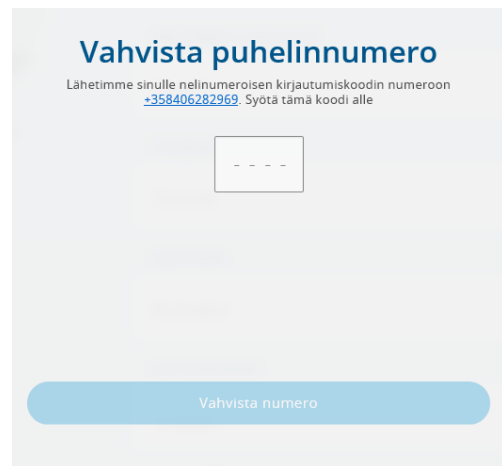 Vahvista puhelinnumero
Lähetimme sinulle nelinumeroisen kirjautumiskoodin numeroon
+358406282969. Syötä tämä koodi alle
_ _ _ _
Vahvista numero